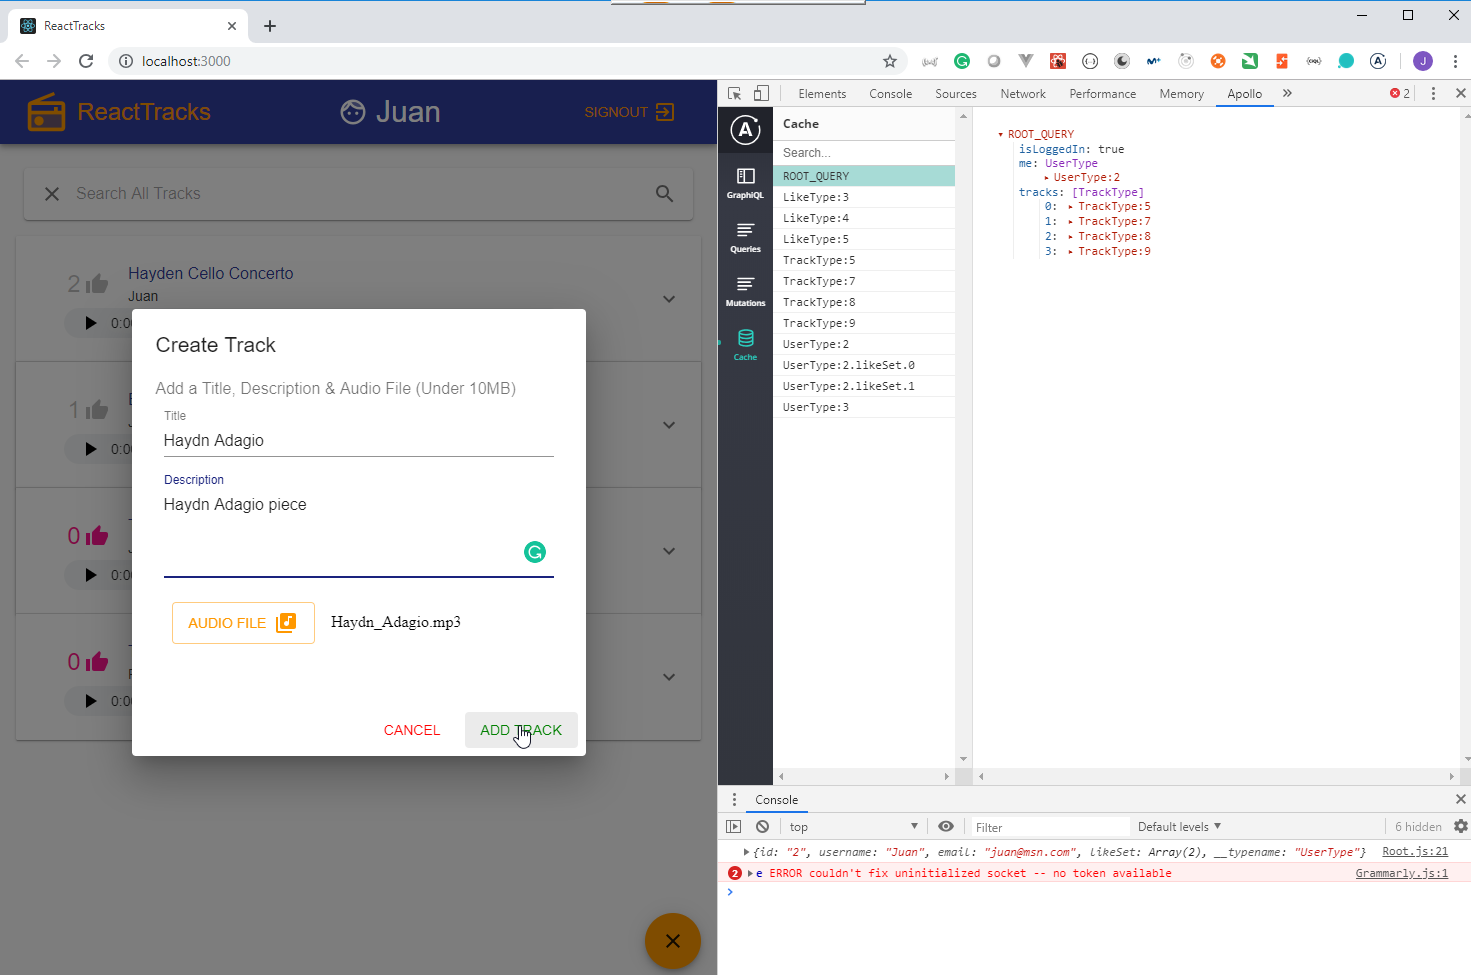 ReactTracks
localhost:3000
J
ReactTracks
Juan
SIGNOUT
Search All Tracks
2
Hayden Cello Concerto
Juan
0:00
1
0:00
0
0:00
0
0:00
Create Track
Add a Title, Description & Audio File (Under 10MB)
Title
Haydn Adagio
Description
Haydn Adagio piece
AUDIO FILE
Haydn_Adagio.mp3
CANCEL
ADD TRACK
Elements Console Sources Network Performance Memory Apollo » 2
GraphiQL
Queries
Mutations
Cache
Cache
Search...
ROOT_QUERY
LikeType:3
LikeType:4
LikeType:5
TrackType:5
TrackType:7
TrackType:8
TrackType:9
UserType:2
UserType:2.likeSet.0
UserType:2.likeSet.1
UserType:3
ROOT_QUERY
isLoggedIn: true
me: UserType
UserType:2
tracks: [TrackType]
0: TrackType:5
1: TrackType:7
2: TrackType:8
3: TrackType:9
Console
top Filter Default levels 6 hidden
{id: "2", username: "Juan", email: "juan@msn.com", likeSet: Array(2), __typename: "UserType"} Root.js:21
2 e ERROR couldn't fix uninitialized socket -- no token available Grammarly.js:1